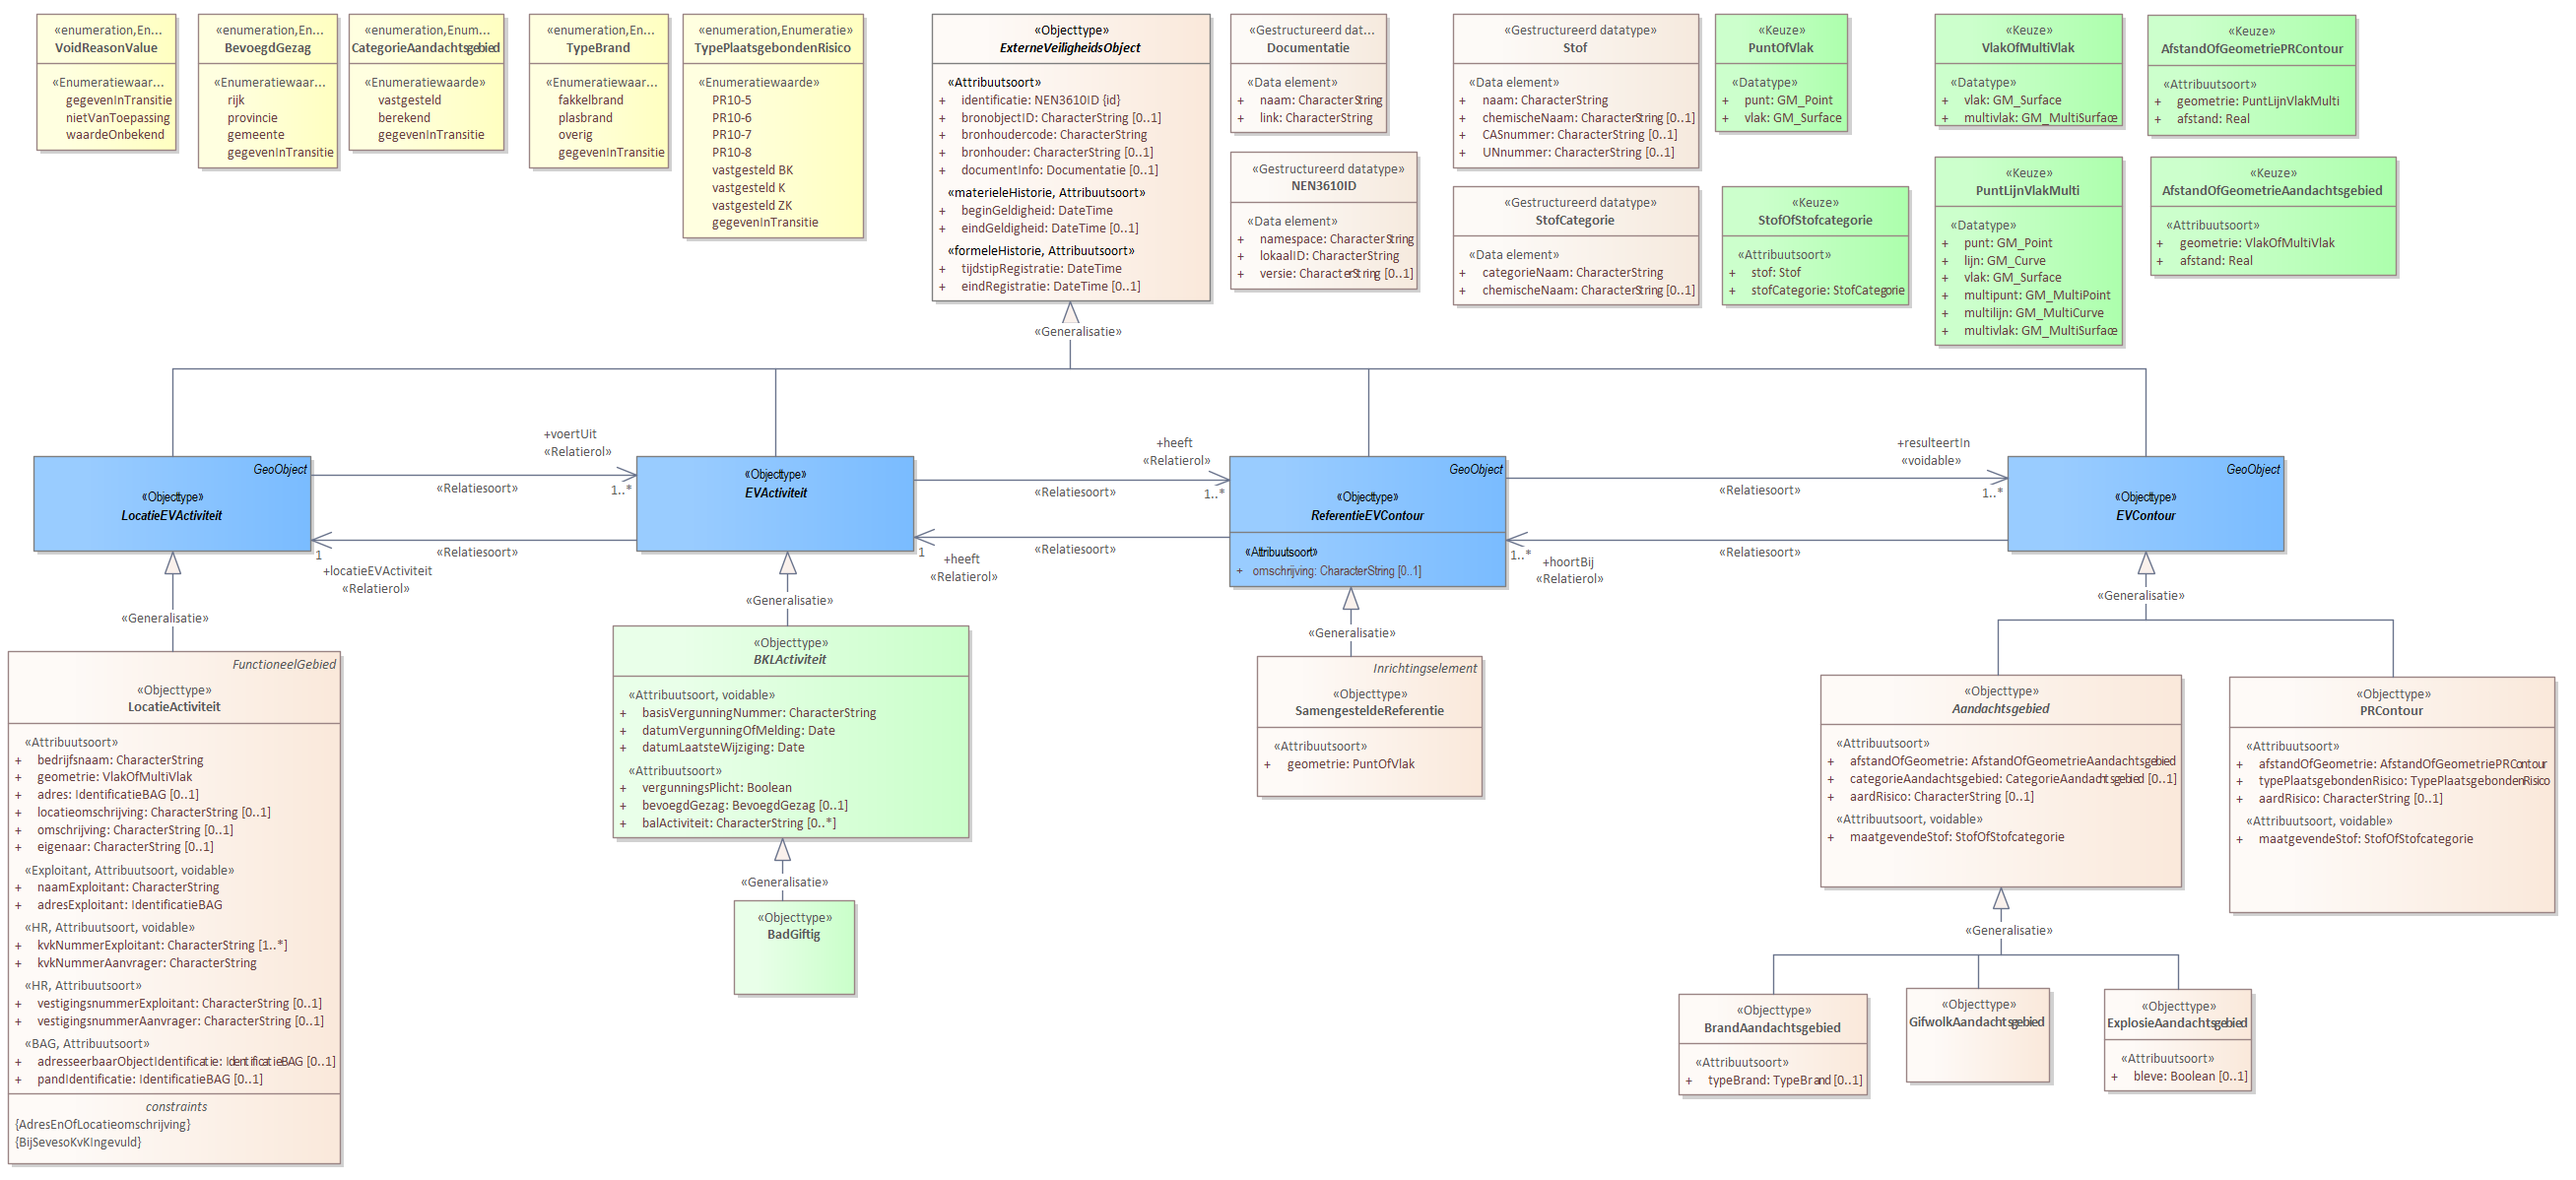 «enumeration,En...
VoidReasonValue
«Enumeratiewaar...
gegevenInTransitie
nietVanToepassing
waardeOnbekend
«enumeration,En...
BevoegdGezag
«Enumeratiewaar...
rijk
provincie
gemeente
gegevenInTransitie
«enumeration,Enum...
CategorieAandachtsgebied
«Enumeratiewaarde»
vastgesteld
berekend
gegevenInTransitie
«enumeration,En...
TypeBrand
«Enumeratiewaar...
fakkelbrand
plasbrand
overig
gegevenInTransitie
«enumeration,Enumeratie»
TypePlaatsgebondenRisico
«Enumeratiewaarde»
PR10-5
PR10-6
PR10-7
PR10-8
vastgesteld BK
vastgesteld K
vastgesteld ZK
gegevenInTransitie
«Objecttype»
ExterneVeiligheidsObject
«Attribuutsoort»
+ identificatie: NEN3610ID {id}
+ bronobjectID: CharacterString [0..1]
+ bronhoudercode: CharacterString
+ bronhouder: CharacterString [0..1]
+ documentInfo: Documentatie [0..1]
«materieleHistorie, Attribuutsoort»
+ beginGeldigheid: DateTime
+ eindGeldigheid: DateTime [0..1]
«formeleHistorie, Attribuutsoort»
+ tijdstipRegistratie: DateTime
+ eindRegistratie: DateTime [0..1]
«Gestructureerd dat...
Documentatie
«Data element»
+ naam: CharacterString
+ link: CharacterString
«Gestructureerd datatype»
NEN3610ID
«Data element»
+ namespace: CharacterString
+ lokaalID: CharacterString
+ versie: CharacterString [0..1]
«Gestructureerd datatype»
Stof
«Data element»
+ naam: CharacterString
+ chemischeNaam: CharacterString [0..1]
+ CASnummer: CharacterString [0..1]
+ UNnummer: CharacterString [0..1]
«Gestructureerd datatype»
StofCategorie
«Data element»
+ categorieNaam: CharacterString
+ chemischeNaam: CharacterString [0..1]
«Keuze»
PuntOfVlak
«Datatype»
+ punt: GM_Point
+ vlak: GM_Surface
«Keuze»
StofOfStofcategorie
«Attribuutsoort»
+ stof: Stof
+ stofCategorie: StofCategorie
«Keuze»
VlakOfMultiVlak
«Datatype»
+ vlak: GM_Surface
+ multivlak: GM_MultiSurface
«Keuze»
PuntLijnVlakMulti
«Datatype»
+ punt: GM_Point
+ lijn: GM_Curve
+ vlak: GM_Surface
+ multipunt: GM_MultiPoint
+ multilijn: GM_MultiCurve
+ multivlak: GM_MultiSurface
«Keuze»
AfstandOfGeometriePRContour
«Attribuutsoort»
+ geometrie: PuntLijnVlakMulti
+ afstand: Real
«Keuze»
AfstandOfGeometrieAandachtsgebied
«Attribuutsoort»
+ geometrie: VlakOfMultiVlak
+ afstand: Real
«Generalisatie»
GeoObject
«Objecttype»
LocatieEVActiviteit
+voertUit
«Relatierol»
«Relatiesoort»
1..*
«Relatiesoort»
1
+locatieEVActiviteit
«Relatierol»
«Objecttype»
EVActiviteit
+heeft
«Relatierol»
«Relatiesoort»
1..*
«Relatiesoort»
1
+heeft
«Relatierol»
GeoObject
«Objecttype»
ReferentieEVContour
«Attribuutsoort»
+ omschrijving: CharacterString [0..1]
+resulteertIn
«voidable»
«Relatiesoort»
1..*
«Relatiesoort»
1..*
+hoortBij
«Relatierol»
GeoObject
«Objecttype»
EVContour
«Generalisatie»
FunctioneelGebied
«Objecttype»
LocatieActiviteit
«Attribuutsoort»
+ bedrijfsnaam: CharacterString
+ geometrie: VlakOfMultiVlak
+ adres: IdentificatieBAG [0..1]
+ locatieomschrijving: CharacterString [0..1]
+ omschrijving: CharacterString [0..1]
+ eigenaar: CharacterString [0..1]
«Exploitant, Attribuutsoort, voidable»
+ naamExploitant: CharacterString
+ adresExploitant: IdentificatieBAG
«HR, Attribuutsoort, voidable»
+ kvkNummerExploitant: CharacterString [1..*]
+ kvkNummerAanvrager: CharacterString
«HR, Attribuutsoort»
+ vestigingsnummerExploitant: CharacterString [0..1]
+ vestigingsnummerAanvrager: CharacterString [0..1]
«BAG, Attribuutsoort»
+ adresseerbaarObjectIdentificatie: IdentificatieBAG [0..1]
+ pandIdentificatie: IdentificatieBAG [0..1]
constraints
{AdresEnOfLocatieomschrijving}
{BijSevesoKvKIngevuld}
«Generalisatie»
«Objecttype»
BKLActiviteit
«Attribuutsoort, voidable»
+ basisVergunningNummer: CharacterString
+ datumVergunningOfMelding: Date
+ datumLaatsteWijziging: Date
«Attribuutsoort»
+ vergunningsPlicht: Boolean
+ bevoegdGezag: BevoegdGezag [0..1]
+ balActiviteit: CharacterString [0..*]
«Generalisatie»
«Objecttype»
BadGiftig
«Generalisatie»
Inrichtingselement
«Objecttype»
SamengesteldeReferentie
«Attribuutsoort»
+ geometrie: PuntOfVlak
«Generalisatie»
«Objecttype»
Aandachtsgebied
«Attribuutsoort»
+ afstandOfGeometrie: AfstandOfGeometrieAandachtsgebied
+ categorieAandachtsgebied: CategorieAandachtsgebied [0..1]
+ aardRisico: CharacterString [0..1]
«Attribuutsoort, voidable»
+ maatgevendeStof: StofOfStofcategorie
«Objecttype»
PRContour
«Attribuutsoort»
+ afstandOfGeometrie: AfstandOfGeometriePRContour
+ typePlaatsgebondenRisico: TypePlaatsgebondenRisico
+ aardRisico: CharacterString [0..1]
«Attribuutsoort, voidable»
+ maatgevendeStof: StofOfStofcategorie
«Generalisatie»
«Objecttype»
BrandAandachtsgebied
«Attribuutsoort»
+ typeBrand: TypeBrand [0..1]
«Objecttype»
GifwolkAandachtsgebied
«Objecttype»
ExplosieAandachtsgebied
«Attribuutsoort»
+ bleve: Boolean [0..1]